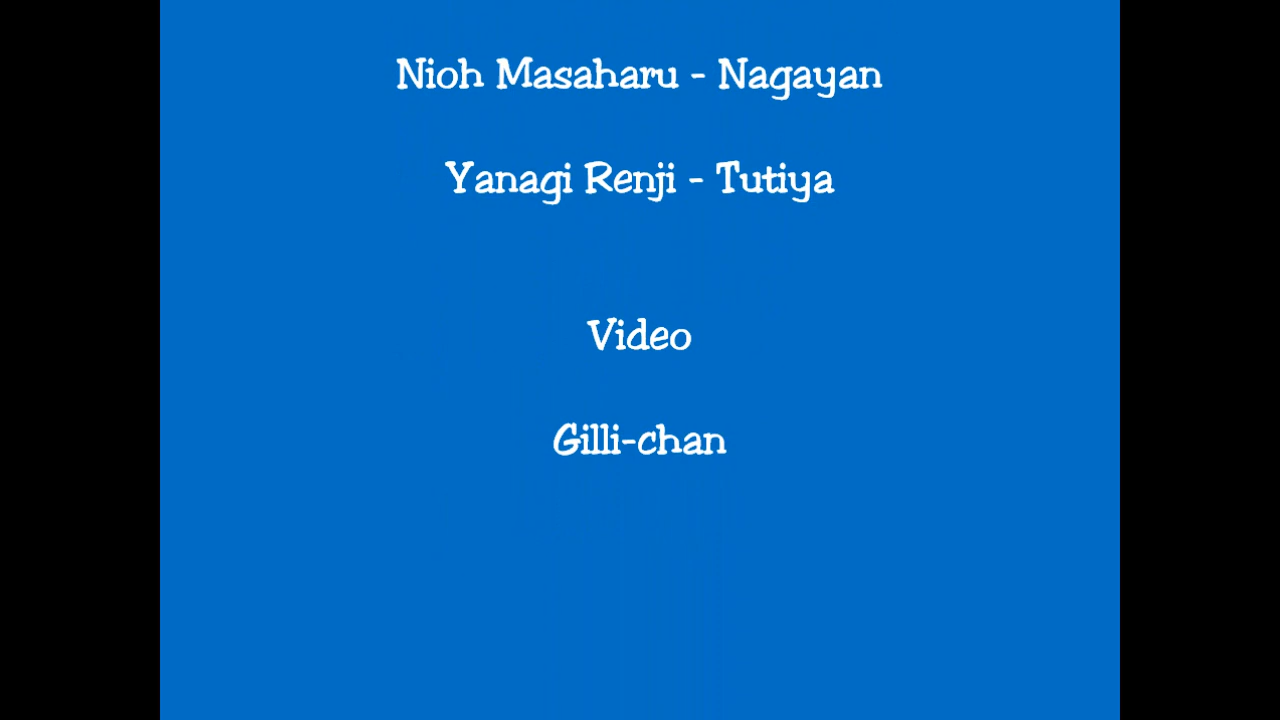 Nioh Masaharu - Nagayan
Yanagi Renji - Tutiya
Video
Gilli-chan